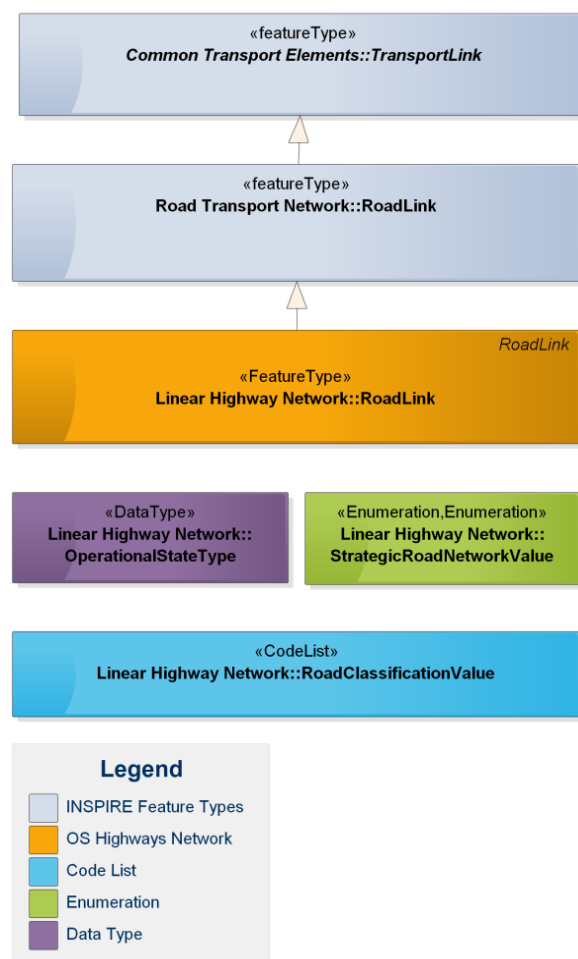 «featureType»
Common Transport Elements::TransportLink
«featureType»
Road Transport Network::RoadLink
RoadLink
«FeatureType»
Linear Highway Network::RoadLink
«DataType»
Linear Highway Network::
OperationalStateType
«Enumeration,Enumeration»
Linear Highway Network::
StrategicRoadNetworkValue
«CodeList»
Linear Highway Network::RoadClassificationValue
Legend
INSPIRE Feature Types
OS Highways Network
Code List
Enumeration
Data Type